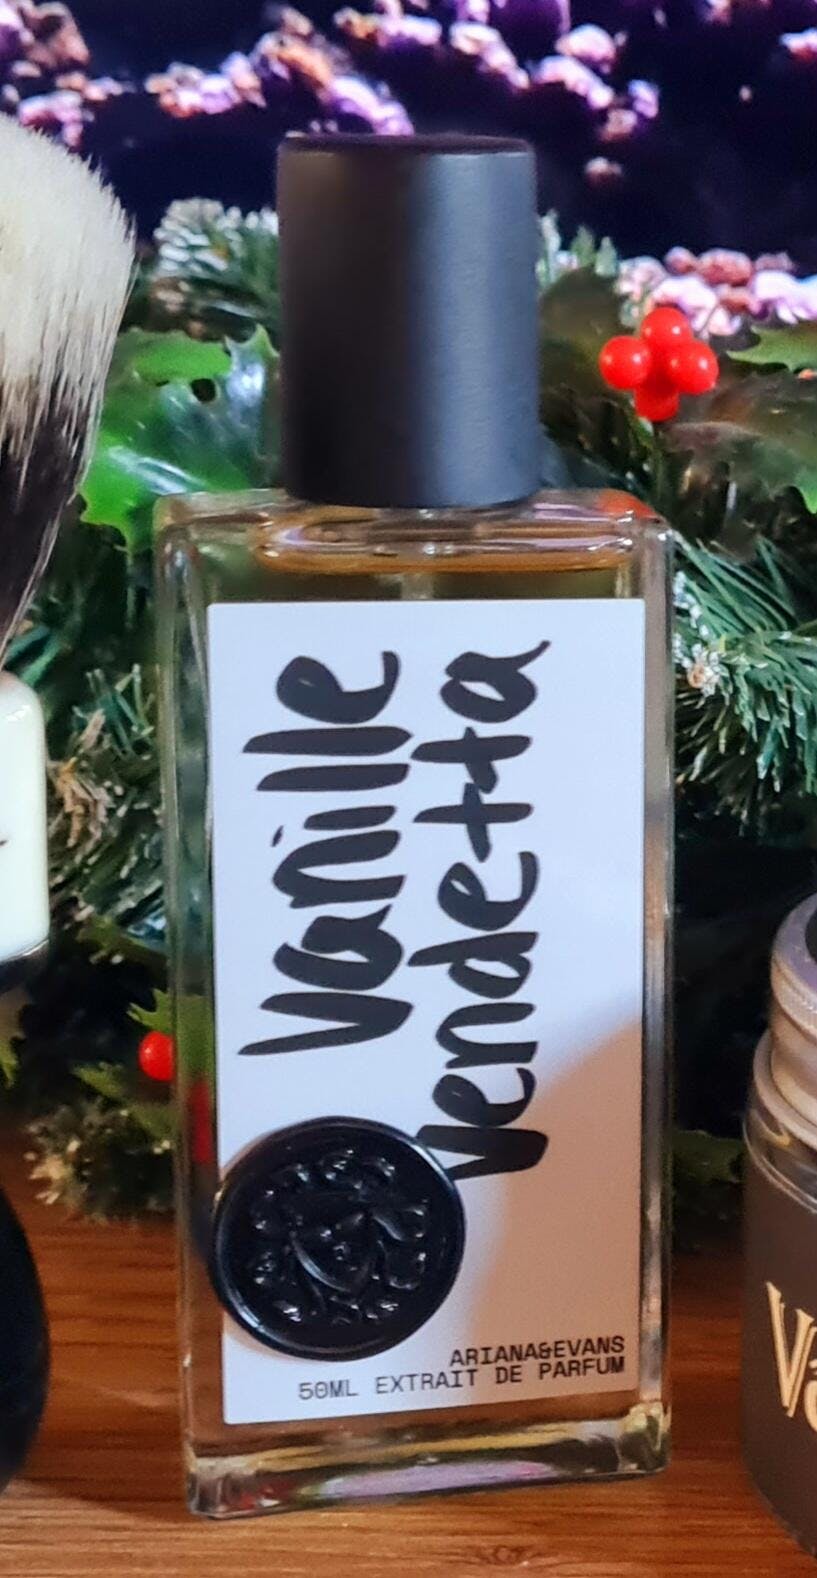 Vanille
Vendetta
ARIANA&EVANS
50ML EXTRAIT DE PARFUM